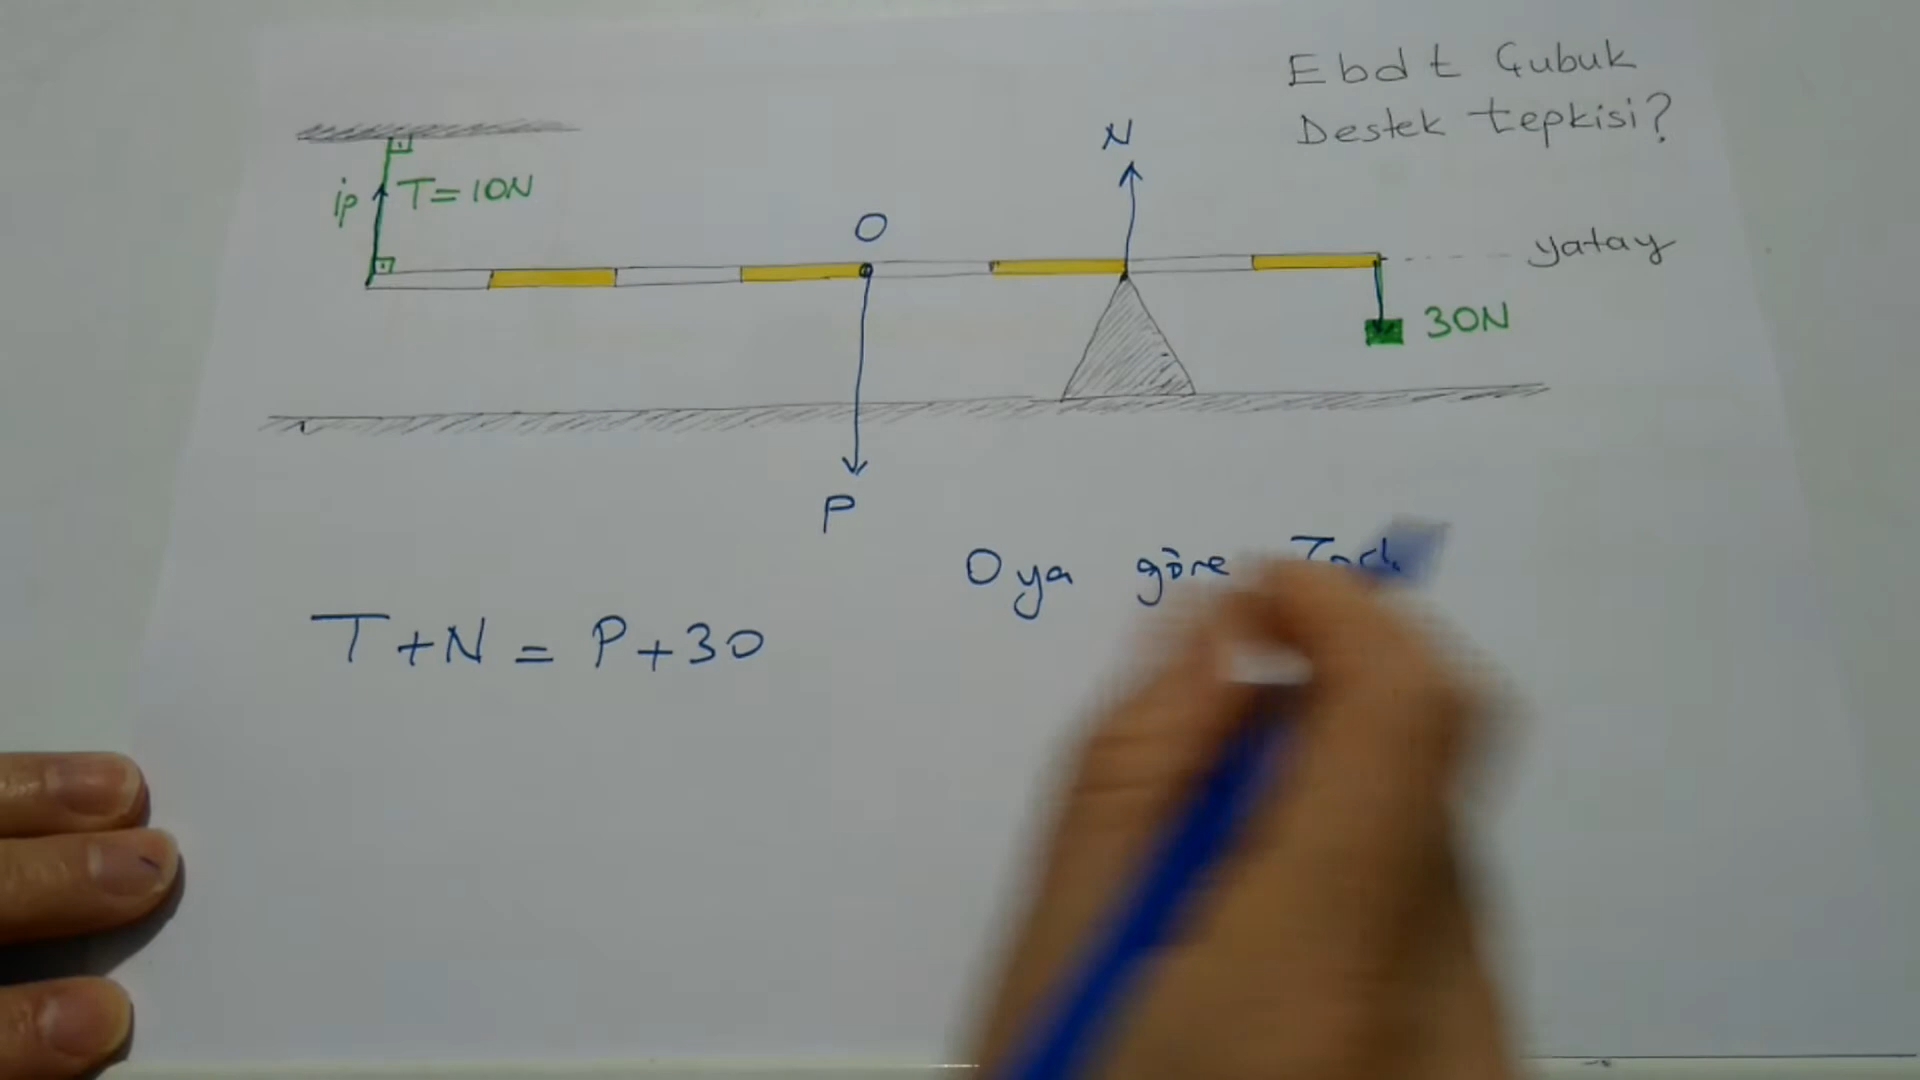 Ebdt Çubuk
Destek tepkisi?
N
ip T=10N
O
yatay
30N
P
O ya göre
T+N = P+30